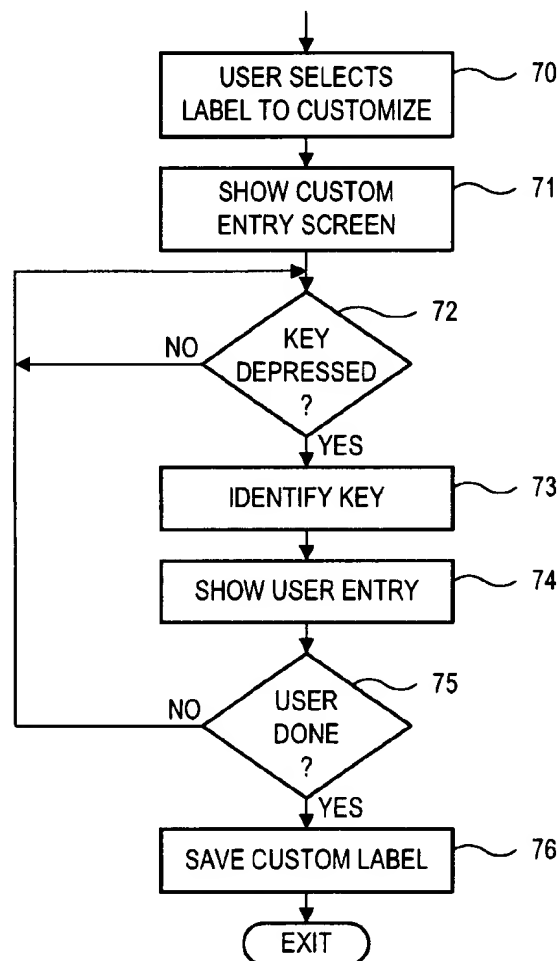 USER SELECTS
LABEL TO CUSTOMIZE
70
SHOW CUSTOM
ENTRY SCREEN
71
72
KEY
DEPRESSED
?
NO
YES
IDENTIFY KEY
73
SHOW USER ENTRY
74
75
USER
DONE
?
NO
YES
SAVE CUSTOM LABEL
76
EXIT